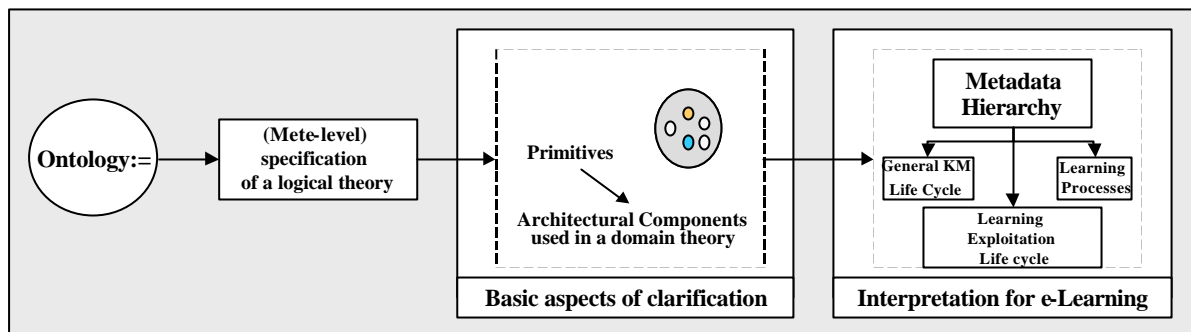 Ontology:=
(Mete-level)
specification
of a logical theory
Primitives
Architectural Components
used in a domain theory
Basic aspects of clarification
Metadata
Hierarchy
General KM
Life Cycle
Learning
Processes
Learning
Exploitation
Life cycle
Interpretation for e-Learning